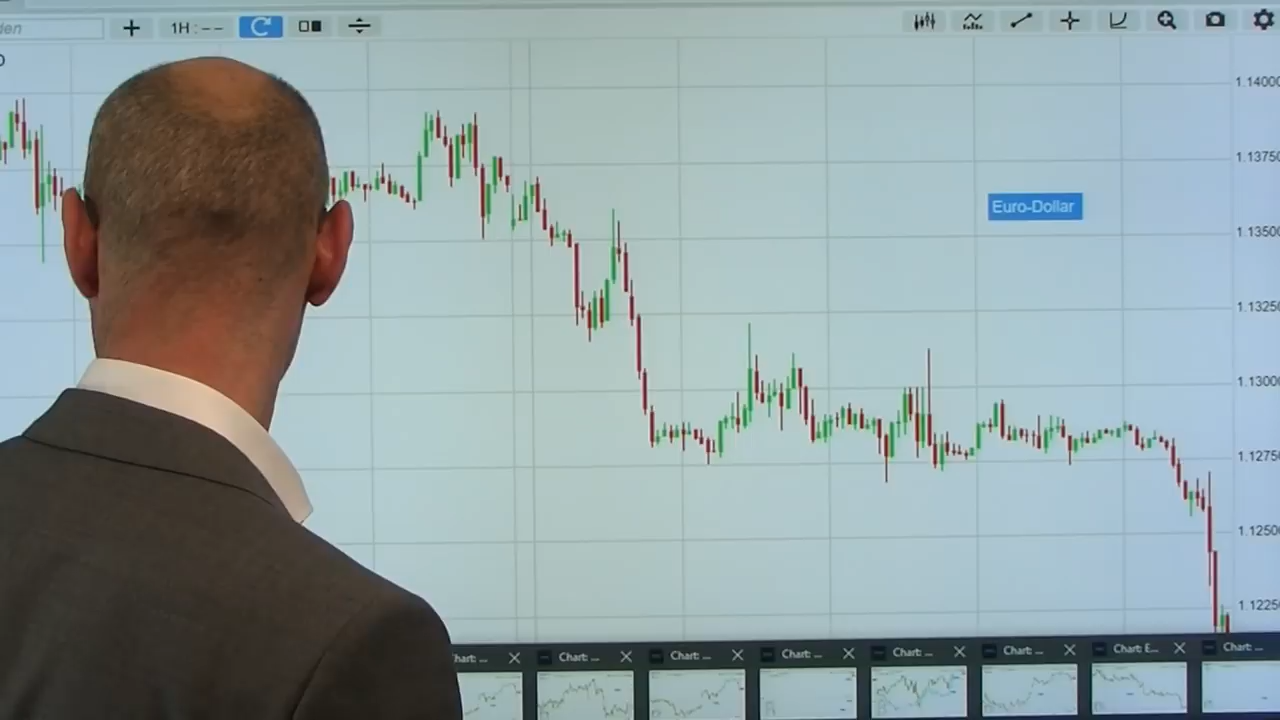 den
1H : – –
1.14000
1.13750
Euro-Dollar
1.13500
1.13250
1.13000
1.12750
1.12500
1.12250
Chart: ...
Chart: ...
Chart: ...
Chart: ...
Chart: ...
Chart: ...
Chart: E...
Chart: ...